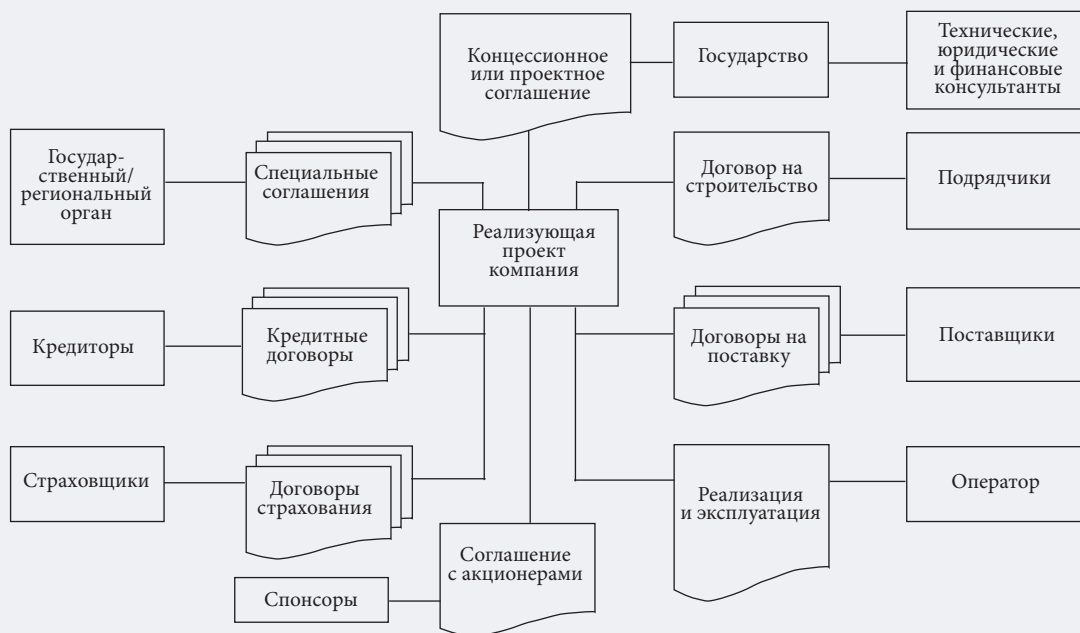 Концессионное
или проектное
соглашение
Государство
Технические,
юридические
и финансовые
консультанты
Государ-
ственный/
региональный
орган
Специальные
соглашения
Договор на
строительство
Подрядчики
Реализующая
проект
компания
Кредиторы
Кредитные
договоры
Договоры на
поставку
Поставщики
Страховщики
Договоры
страхования
Реализация
и эксплуатация
Оператор
Соглашение
с акционерами
Спонсоры